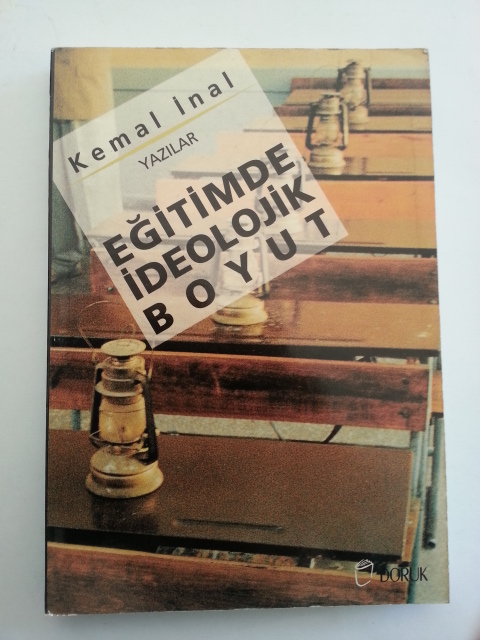 Kemal İnal
YAZILAR
EĞİTİMDE
İDEOLOJİK
BOYUT
DORUK